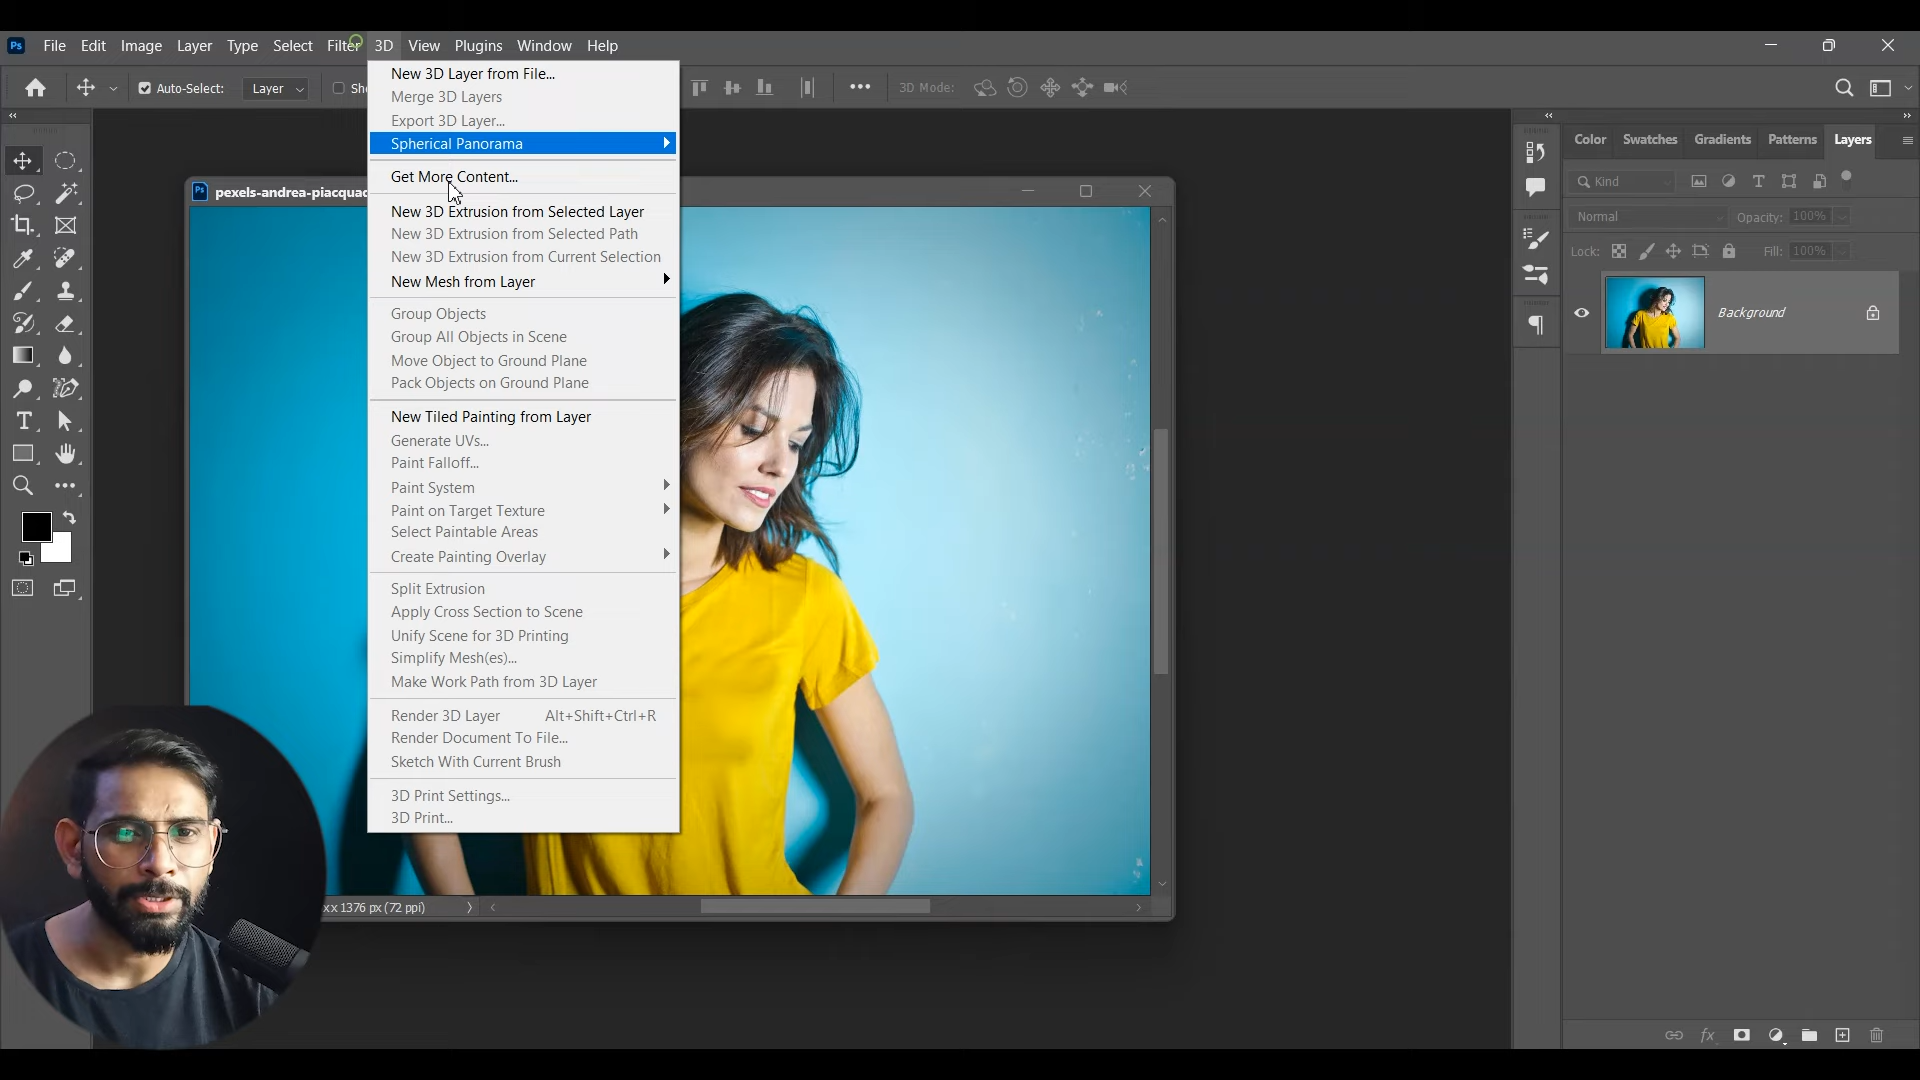 Ps File Edit Image Layer Type Select Filter 3D View Plugins Window Help
Auto-Select: Layer 3D Mode:
New 3D Layer from File...
Merge 3D Layers
Export 3D Layer...
Spherical Panorama
Get More Content...
New 3D Extrusion from Selected Layer
New 3D Extrusion from Selected Path
New 3D Extrusion from Current Selection
New Mesh from Layer
Group Objects
Group All Objects in Scene
Move Object to Ground Plane
Pack Objects on Ground Plane
New Tiled Painting from Layer
Generate UVs...
Paint Falloff...
Paint System
Paint on Target Texture
Select Paintable Areas
Create Painting Overlay
Split Extrusion
Apply Cross Section to Scene
Unify Scene for 3D Printing
Simplify Mesh(es)...
Make Work Path from 3D Layer
Render 3D Layer Alt+Shift+Ctrl+R
Render Document To File...
Sketch With Current Brush
3D Print Settings...
3D Print...
Ps pexels-andrea-piacquad
x 1376 px (72 ppi)
Color Swatches Gradients Patterns Layers
Kind
Normal Opacity: 100%
Lock: Fill: 100%
Background